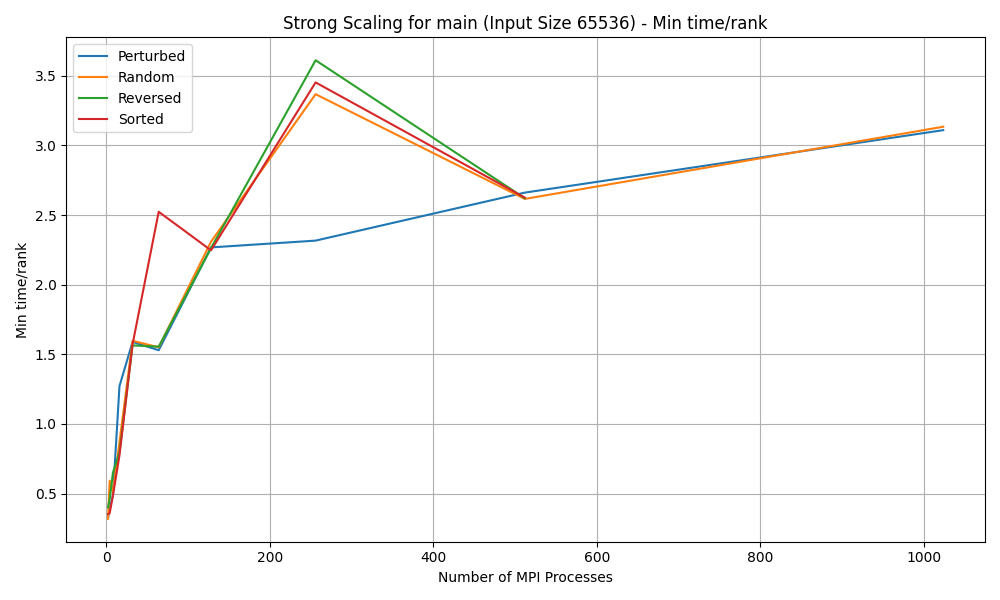 Strong Scaling for main (Input Size 65536) - Min time/rank
Perturbed
Random
Reversed
Sorted
3.5
3.0
2.5
2.0
1.5
1.0
0.5
Min time/rank
0 200 400 600 800 1000
Number of MPI Processes